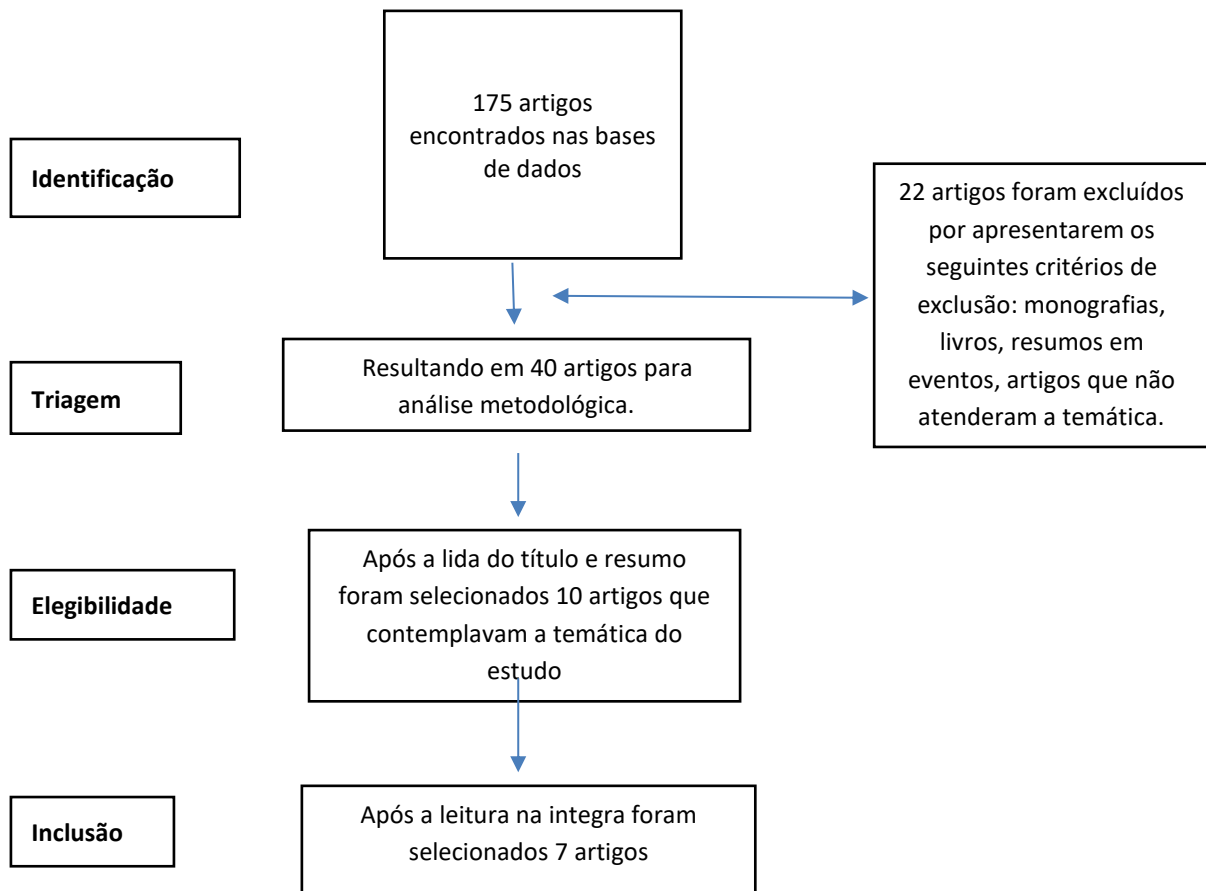 175 artigos
encontrados nas bases
de dados
Identificação
22 artigos foram excluídos
por apresentarem os
seguintes critérios de
exclusão: monografias,
livros, resumos em
eventos, artigos que não
atenderam a temática.
Triagem
Resultando em 40 artigos para
análise metodológica.
Elegibilidade
Após a lida do título e resumo
foram selecionados 10 artigos que
contemplavam a temática do
estudo
Inclusão
Após a leitura na integra foram
selecionados 7 artigos